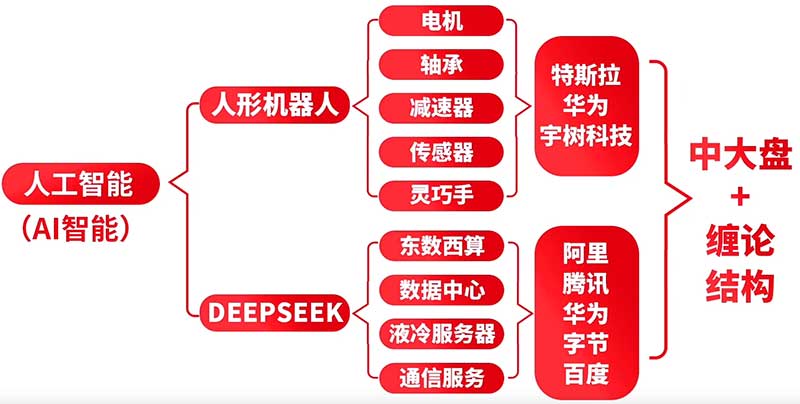 人工智能
（AI智能）
人形机器人
电机
轴承
减速器
传感器
灵巧手
特斯拉
华为
宇树科技
DEEPSEEK
东数西算
数据中心
液冷服务器
通信服务
阿里
腾讯
华为
字节
百度
中大盘
+
缠论
结构